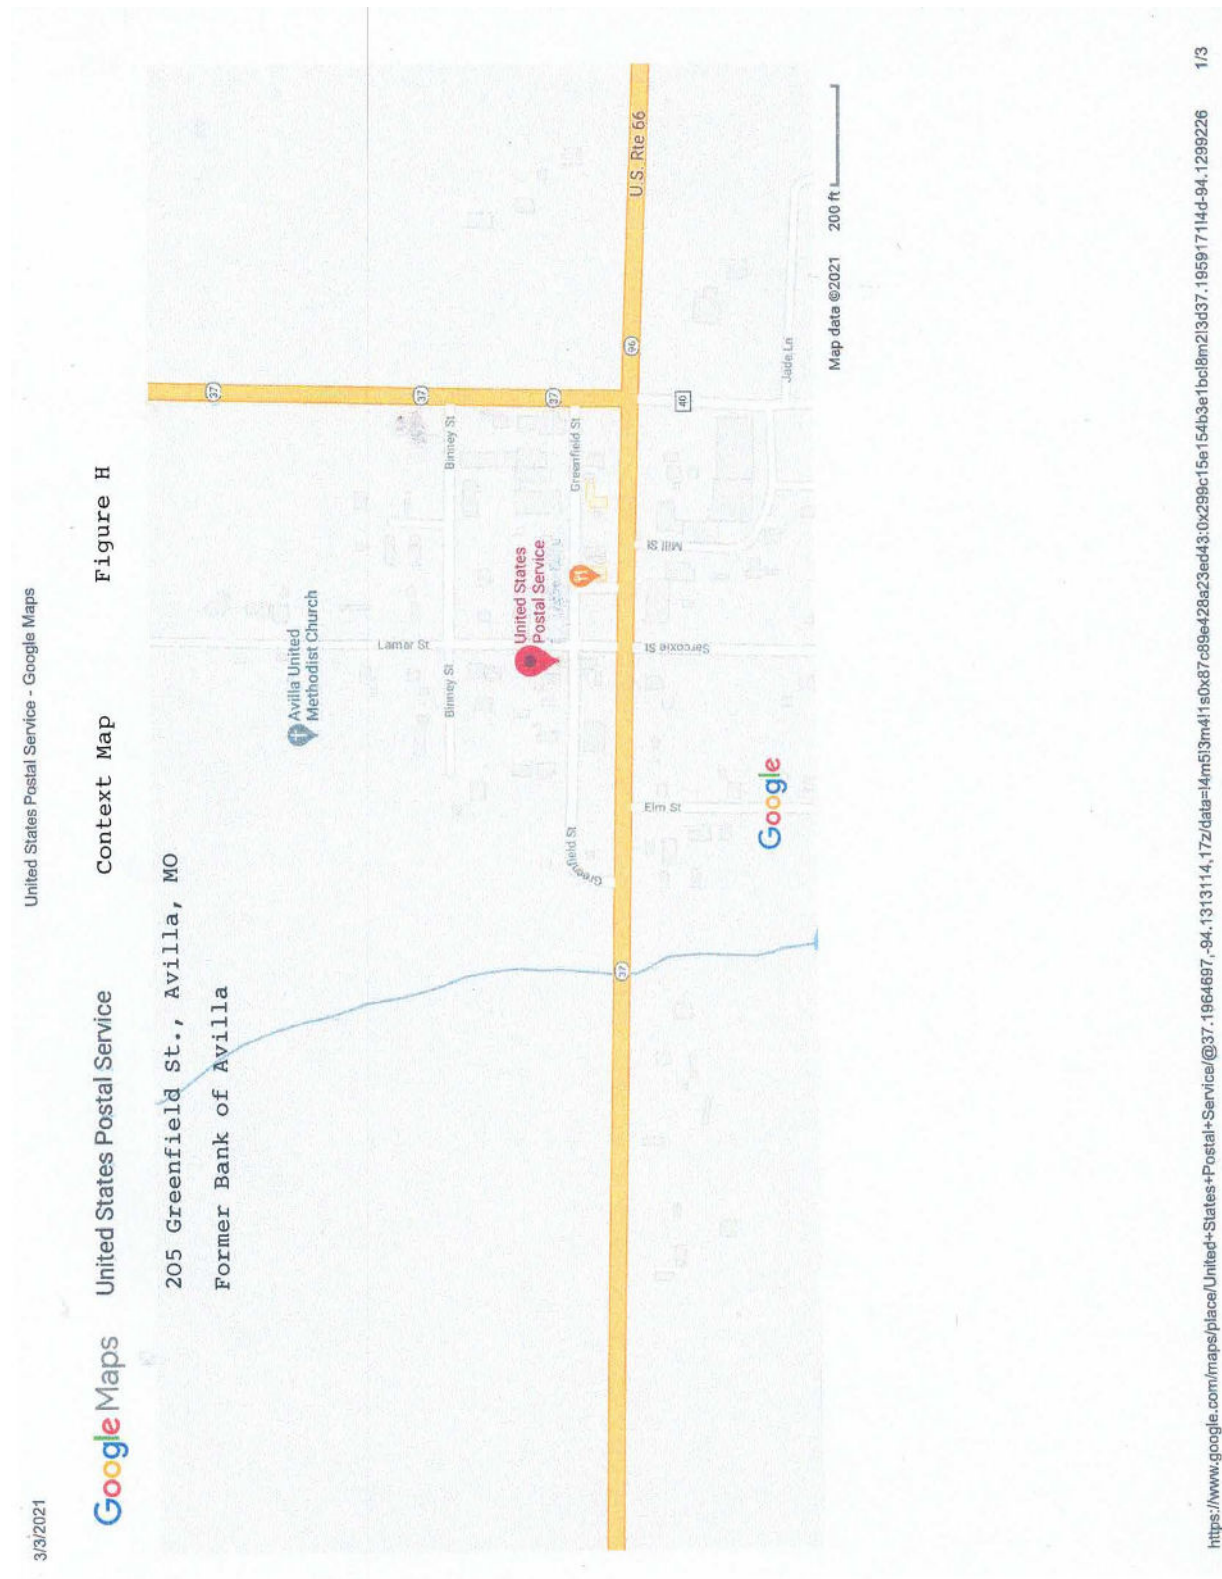 3/3/2021
United States Postal Service - Google Maps
Google Maps
United States Postal Service
Context Map
Figure H
205 Greenfield St., Avilla, MO
Former Bank of Avilla
37
Avilla United
Methodist Church
Lamar St
37
Binney St
Binney St
United States
Postal Service
37
Greenfield St
Greenfield St
37
96
U.S. Rte 66
Elm St
Sarcoxie St
Mill St
40
Jade Ln
Google
Map data ©2021
200 ft
https://www.google.com/maps/place/United+States+Postal+Service/@37.1964697,-94.1313114,17z/data=!4m5!3m4!1s0x87c89e428a23ed43:0x299c15e154b3e1bc!8m2!3d37.1959171!4d-94.1299226
1/3